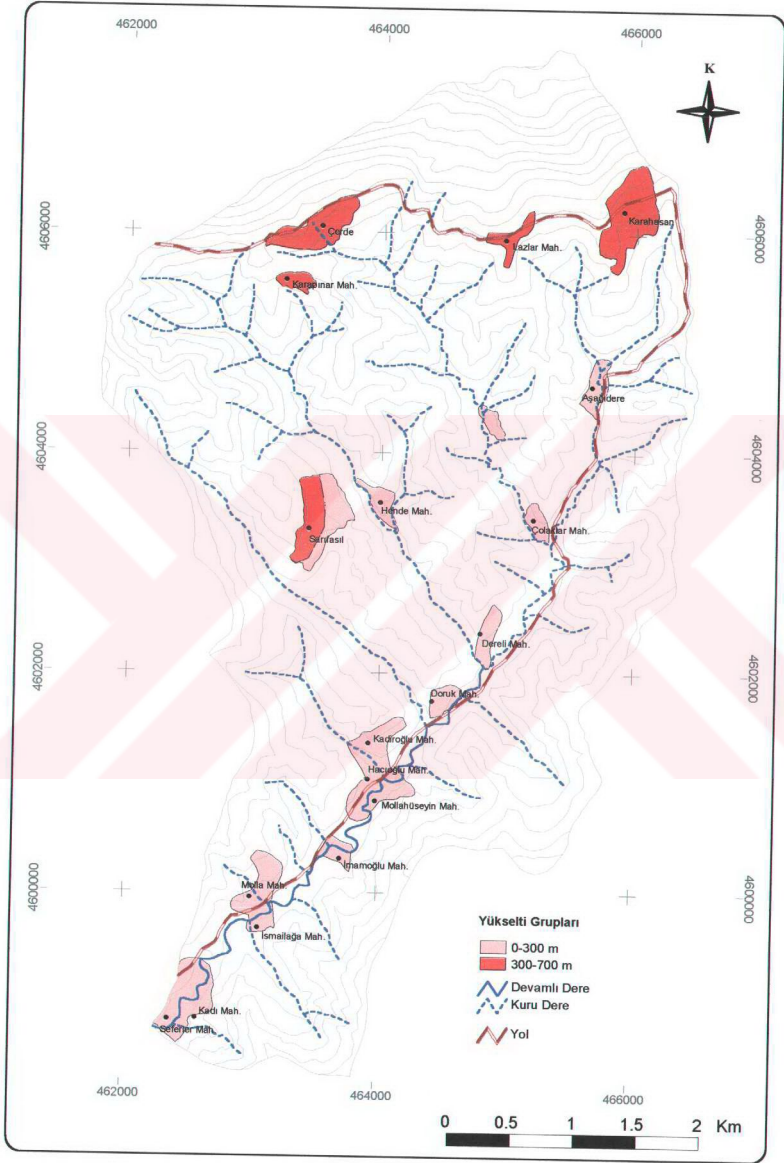 462000
464000
466000
K
4606000
4606000
Çorde
Lazlar Mah.
Karahasan
Karapınar Mah.
Aşağıdere
4604000
4604000
Hende Mah.
Sarıfasıl
Çolaklar Mah.
Dereli Mah.
4602000
4602000
Doruk Mah.
Kadıroğlu Mah.
Hacıoğlu Mah.
Mollahüseyin Mah.
İmamoğlu Mah.
4600000
4600000
Molla Mah.
İsmailağa Mah.
Kadı Mah.
Seferler Mah.
Yükselti Grupları
0-300 m
300-700 m
Devamlı Dere
Kuru Dere
Yol
462000
464000
466000
0 0.5 1 1.5 2 Km